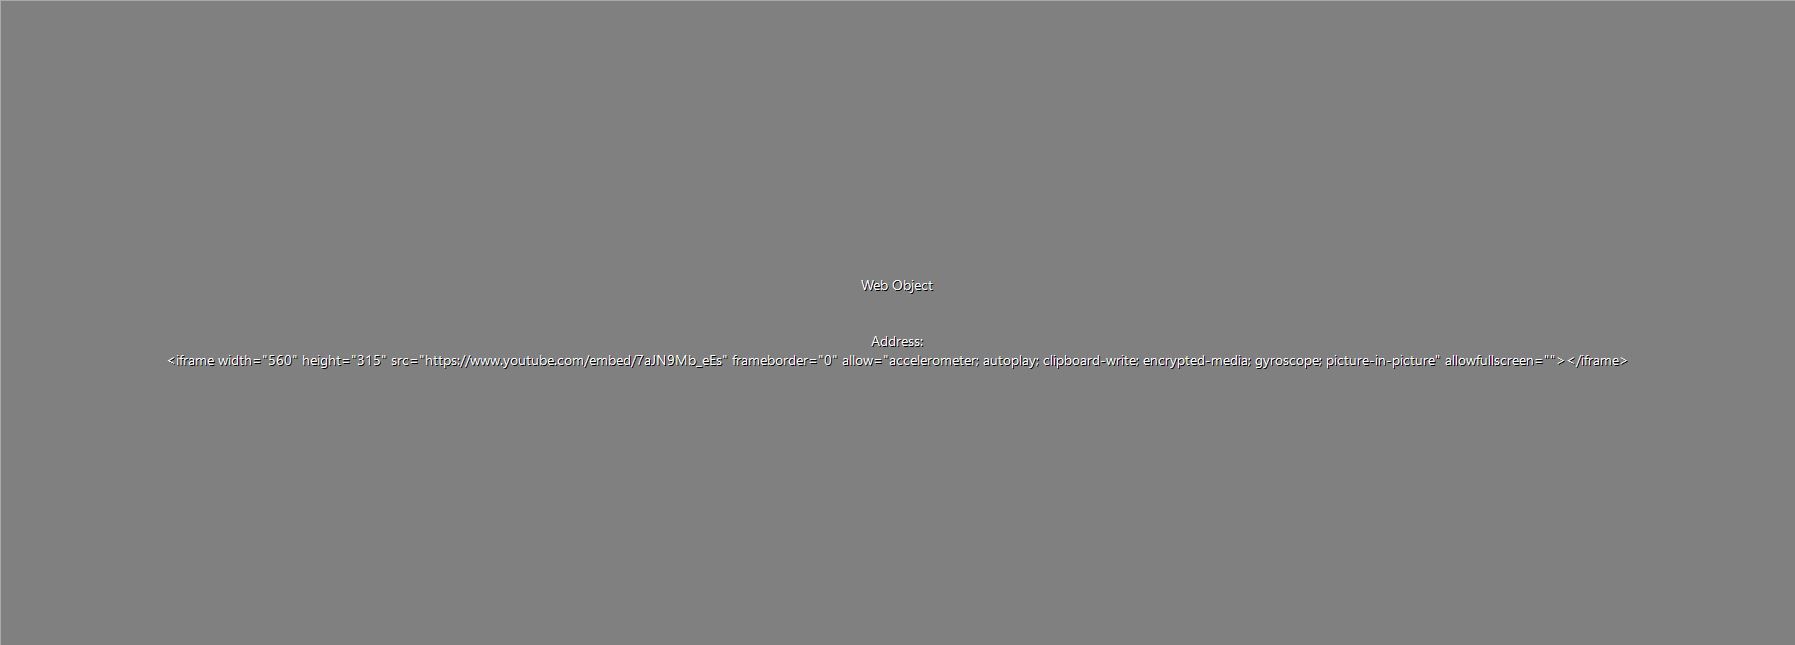 Web Object
Address:
<iframe width="560" height="315" src="https://www.youtube.com/embed/7aJN9Mb_eEs" frameborder="0" allow="accelerometer; autoplay; clipboard-write; encrypted-media; gyroscope; picture-in-picture" allowfullscreen=""></iframe>